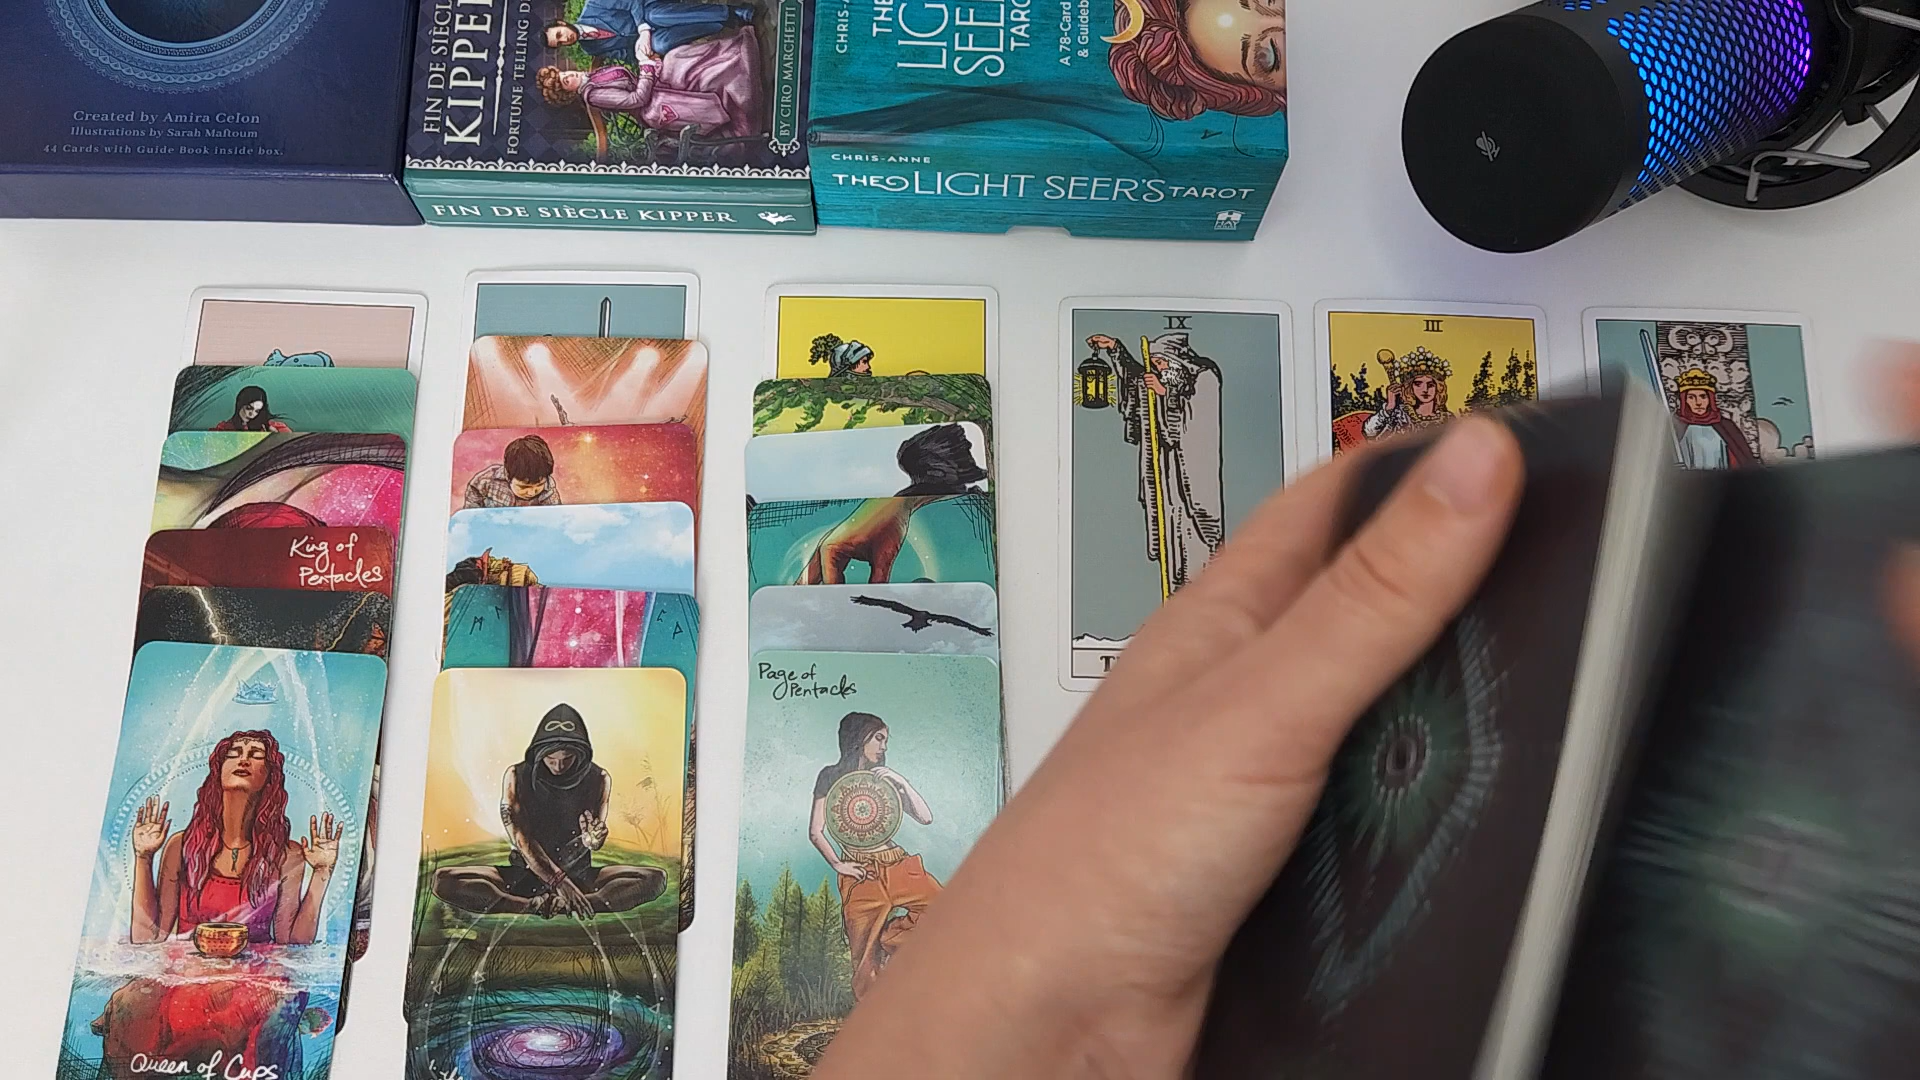 Created by Amira Celon
Illustrations by Sarah Maftoum
44 Cards with Guide Book inside box.
FIN DE SIÈCLE
KIPPER
FORTUNE TELLING
BY CIRO MARCHETTI
FIN DE SIÈCLE KIPPER
CHRIS-A
THE
LIGHT
SEER
TAROT
A 78-Card
& Guideb
CHRIS-ANNE
THE LIGHT SEER'S TAROT
IX
III
King of
Pentacles
Page of
Pentacles
Queen of Cups